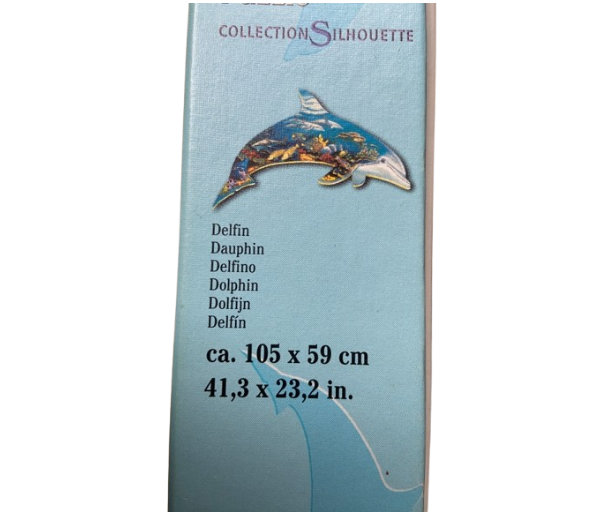 COLLECTION SILHOUETTE
Delfin
Dauphin
Delfino
Dolphin
Dolfijn
Delfín
ca. 105 x 59 cm
41,3 x 23,2 in.